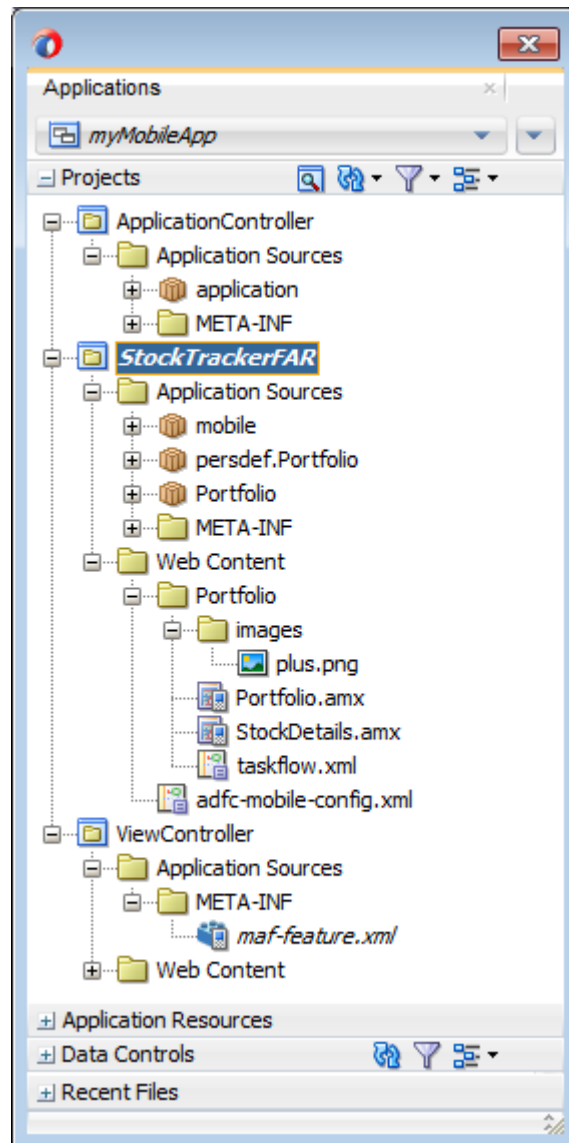 Applications
myMobileApp
Projects
ApplicationController
Application Sources
application
META-INF
StockTrackerFAR
Application Sources
mobile
persdef.Portfolio
Portfolio
META-INF
Web Content
Portfolio
images
plus.png
Portfolio.amx
StockDetails.amx
taskflow.xml
adfc-mobile-config.xml
ViewController
Application Sources
META-INF
maf-feature.xml
Web Content
Application Resources
Data Controls
Recent Files